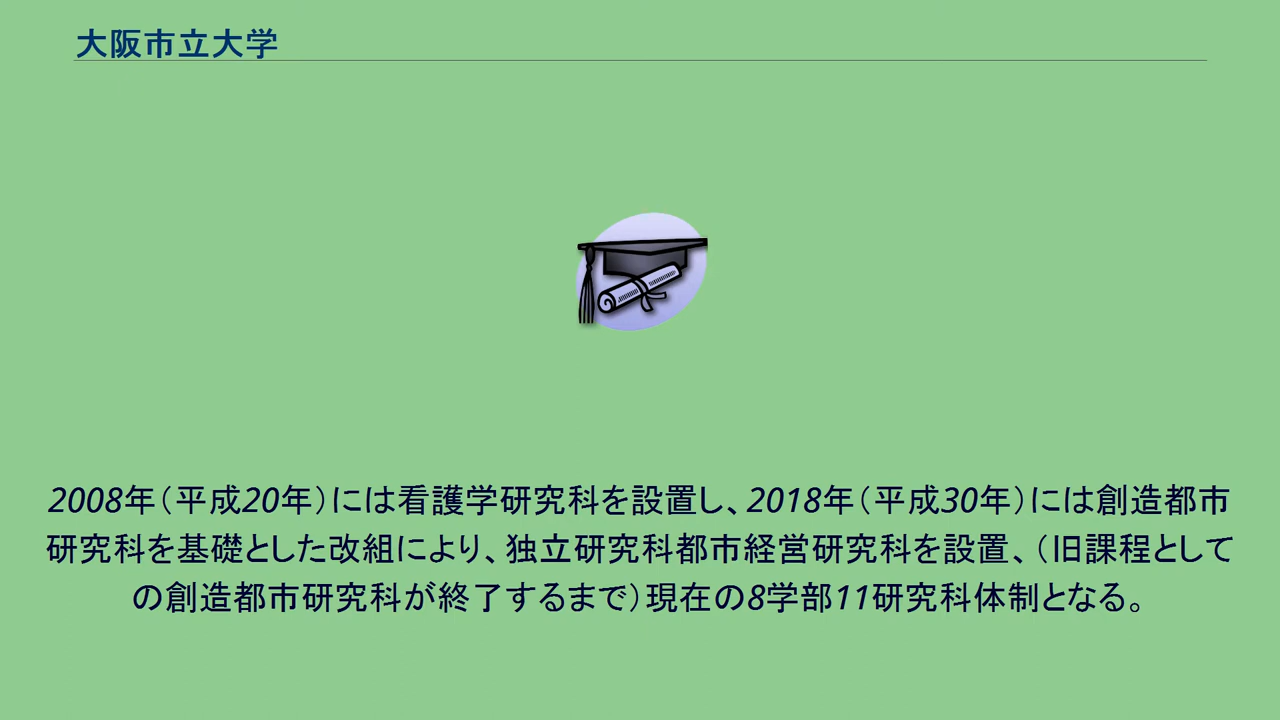 大阪市立大学
2008年（平成20年）には看護学研究科を設置し、2018年（平成30年）には創造都市
研究科を基礎とした改組により、独立研究科都市経営研究科を設置、（旧課程として
の創造都市研究科が終了するまで）現在の8学部11研究科体制となる。